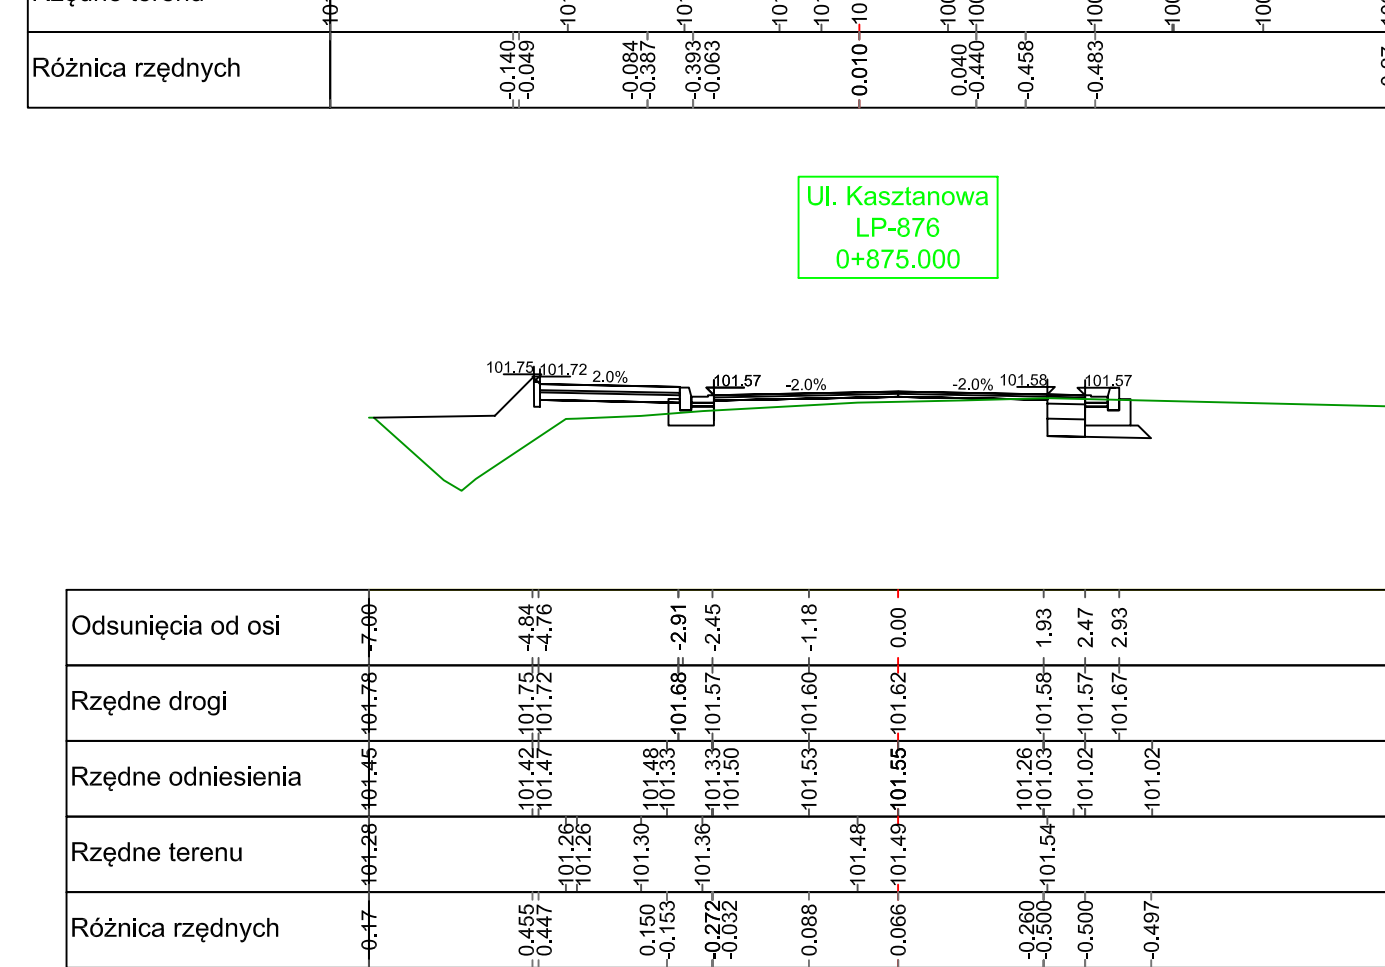 Różnica rzędnych -0.140 -0.049 -0.084 -0.387 -0.393 -0.063 0.010 0.040 -0.440 -0.458 -0.483
Ul. Kasztanowa
LP-876
0+875.000
101.75 101.72 2.0% 101.57 -2.0% -2.0% 101.58 101.57
Odsunięcia od osi -7.00 -4.84 -4.76 -2.91 -2.45 -1.18 0.00 1.93 2.47 2.93
Rzędne drogi 101.78 101.75 101.72 101.68 101.57 101.60 101.62 101.58 101.57 101.67
Rzędne odniesienia 101.45 101.42 101.47 101.48 101.33 101.33 101.50 101.53 101.55 101.26 101.03 101.02 101.02
Rzędne terenu 101.28 101.26 101.26 101.30 101.36 101.48 101.49 101.54
Różnica rzędnych 0.17 0.455 0.447 0.150 -0.153 -0.272 -0.032 0.088 0.066 -0.260 -0.500 -0.500 -0.497